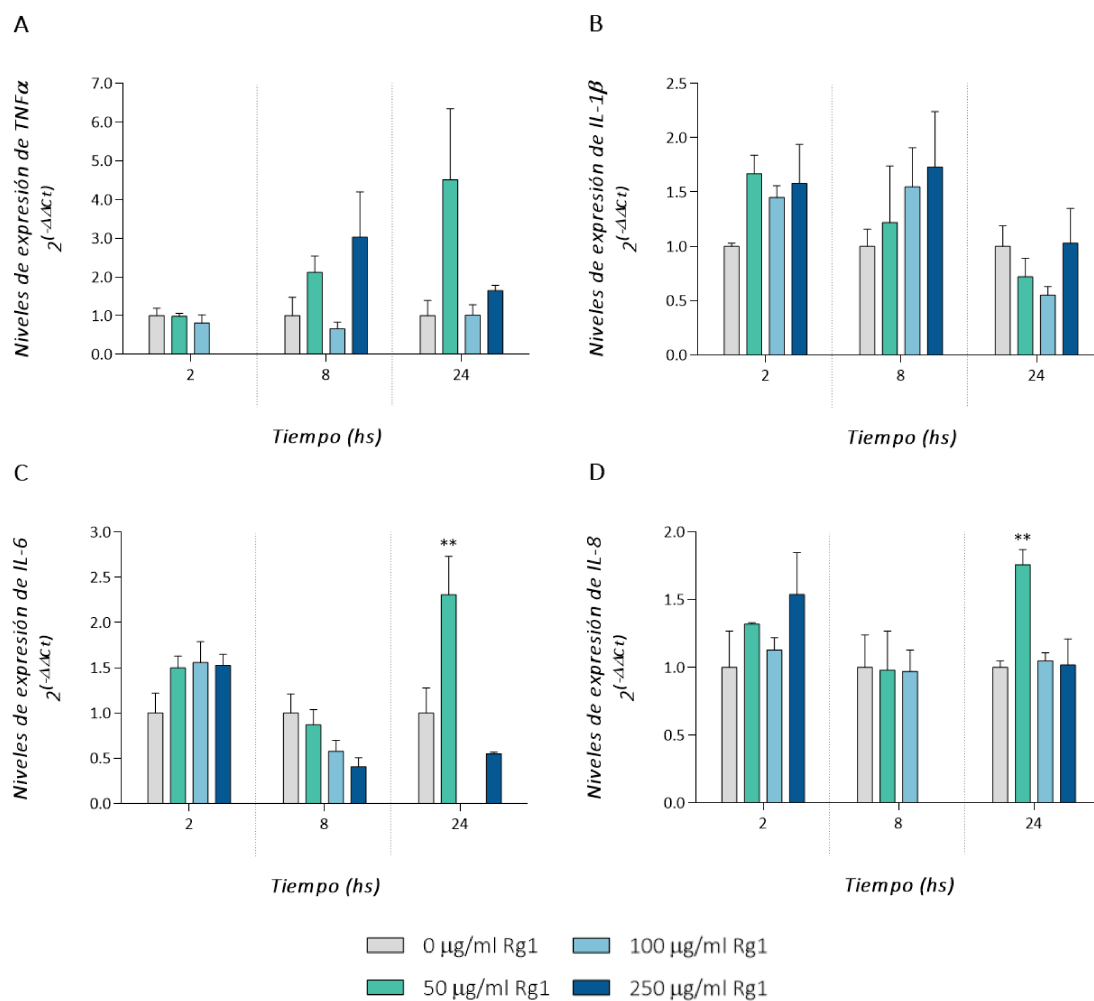 A
Niveles de expresión de TNFα
2^(-ΔΔCt)
7.0
6.0
5.0
4.0
3.0
2.0
1.0
0.0
2
8
24
Tiempo (hs)
B
Niveles de expresión de IL-1β
2^(-ΔΔCt)
2.5
2.0
1.5
1.0
0.5
0.0
2
8
24
Tiempo (hs)
C
Niveles de expresión de IL-6
2^(-ΔΔCt)
3.0
2.5
2.0
1.5
1.0
0.5
0.0
**
2
8
24
Tiempo (hs)
D
Niveles de expresión de IL-8
2^(-ΔΔCt)
2.0
1.5
1.0
0.5
0.0
**
2
8
24
Tiempo (hs)
0 µg/ml Rg1
100 µg/ml Rg1
50 µg/ml Rg1
250 µg/ml Rg1